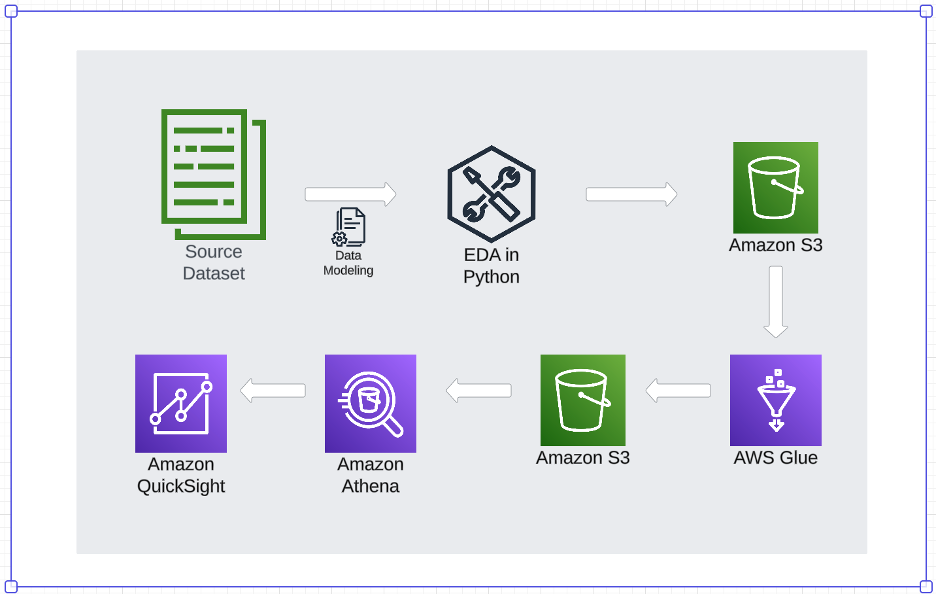 Source
Dataset
Data
Modeling
EDA in
Python
Amazon S3
Amazon
QuickSight
Amazon
Athena
Amazon S3
AWS Glue